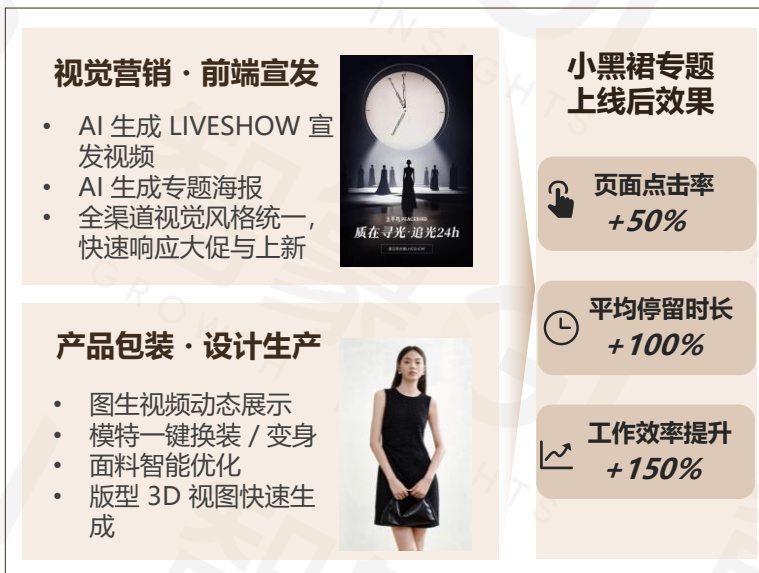 视觉营销 · 前端宣发
• AI 生成 LIVESHOW 宣
发视频
• AI 生成专题海报
• 全渠道视觉风格统一，
快速响应大促与上新
太平鸟 PEACEBIRD
质在寻光·追光24h
产品包装 · 设计生产
• 图生视频动态展示
• 模特一键换装 / 变身
• 面料智能优化
• 版型 3D 视图快速生
成
小黑裙专题
上线后效果
页面点击率
+50%
平均停留时长
+100%
工作效率提升
+150%
INSIGHTS
GROWTH